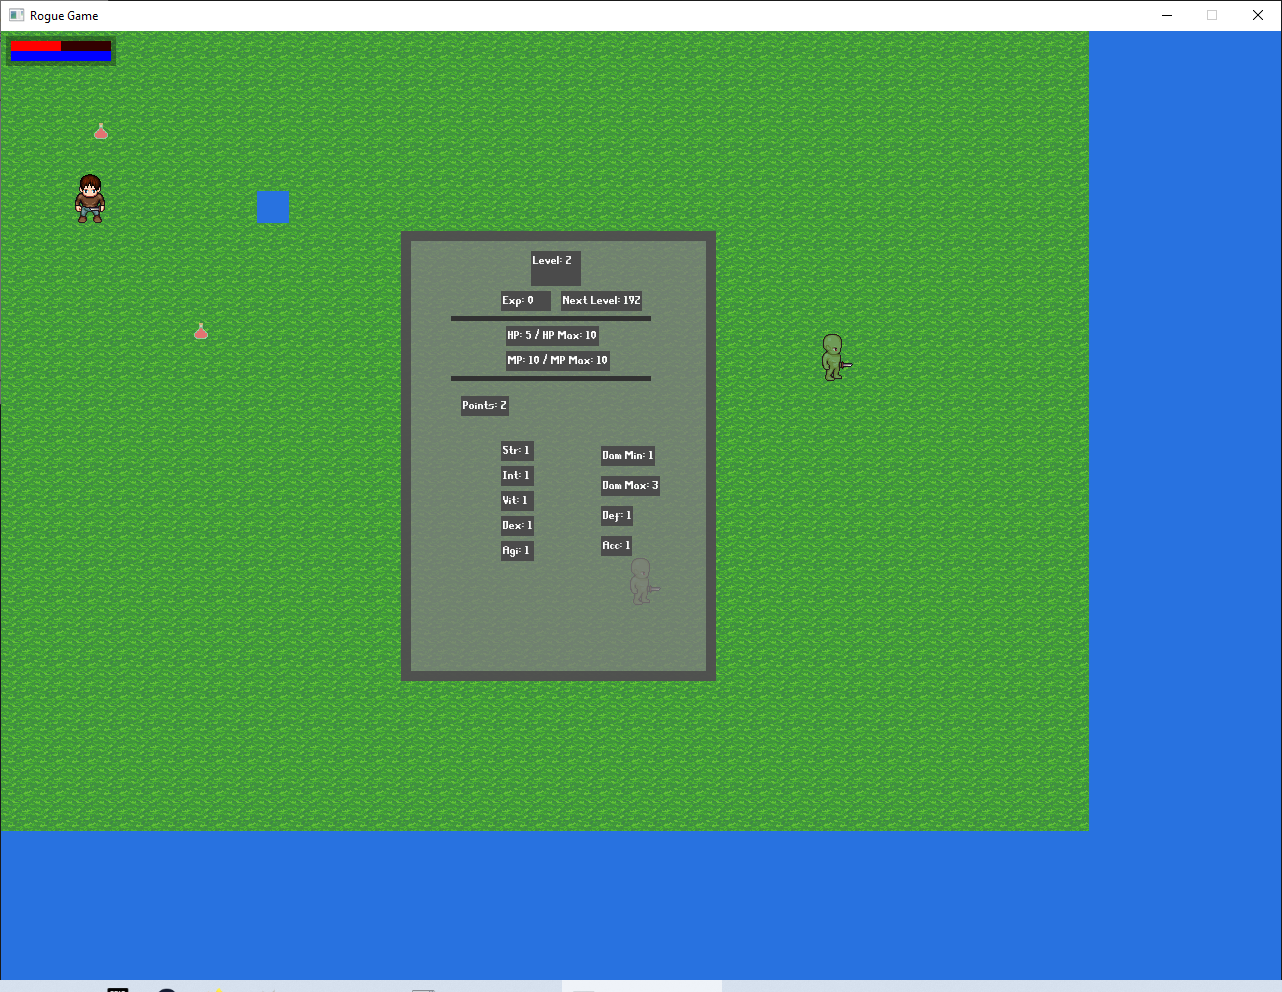 Rogue Game
Level: 2
Exp: 0 Next Level: 192
HP: 5 / HP Max: 10
MP: 10 / MP Max: 10
Points: 2
Str: 1
Dam Min: 1
Int: 1
Dam Max: 3
Vit: 1
Def: 1
Dex: 1
Acc: 1
Agi: 1